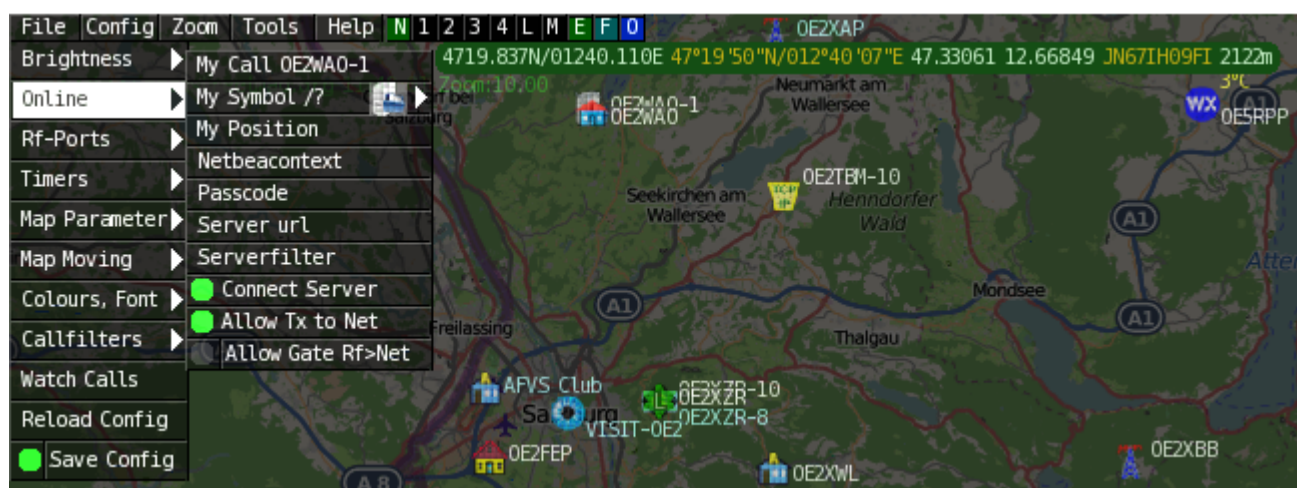 File Config Zoom Tools Help N 1 2 3 4 L M E F O
4719.837N/01240.110E 47°19'50"N/012°40'07"E 47.33061 12.66849 JN67IH09FI 2122m
Zoom:10.00
Brightness
Online
Rf-Ports
Timers
Map Parameter
Map Moving
Colours, Font
Callfilters
Watch Calls
Reload Config
Save Config
My Call OE2WAO-1
My Symbol /?
My Position
Netbeacontext
Passcode
Server url
Serverfilter
Connect Server
Allow Tx to Net
Allow Gate Rf>Net
OE2XAP
Neumarkt am
Wallersee
3°C
WX
A1
OE5RPP
OE2WAO-1
OE2WAO
OE2TBM-10
Seekirchen am
Wallersee
Henndorfer
Wald
A1
A1
Mondsee
A1
Freilassing
Thalgau
AFVS Club
L
OE2XZR-10
OE2XZR
OE2XZR-8
VISIT-OE2
OE2FEP
OE2XWL
OE2XBB
A8